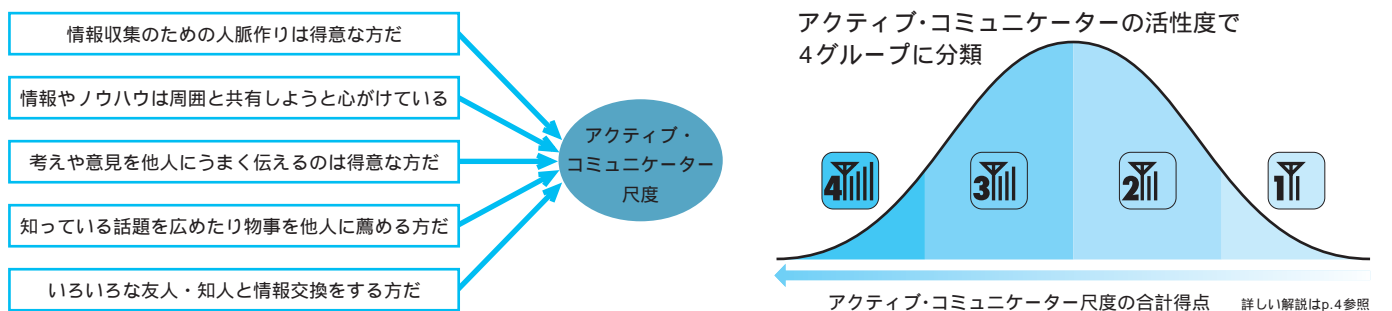 情報収集のための人脈作りは得意な方だ
情報やノウハウは周囲と共有しようと心がけている
考えや意見を他人にうまく伝えるのは得意な方だ
知っている話題を広めたり物事を他人に薦める方だ
いろいろな友人・知人と情報交換をする方だ
アクティブ・
コミュニケーター
尺度
アクティブ・コミュニケーターの活性度で
4グループに分類
4
3
2
1
アクティブ・コミュニケーター尺度の合計得点
詳しい解説はp.4参照